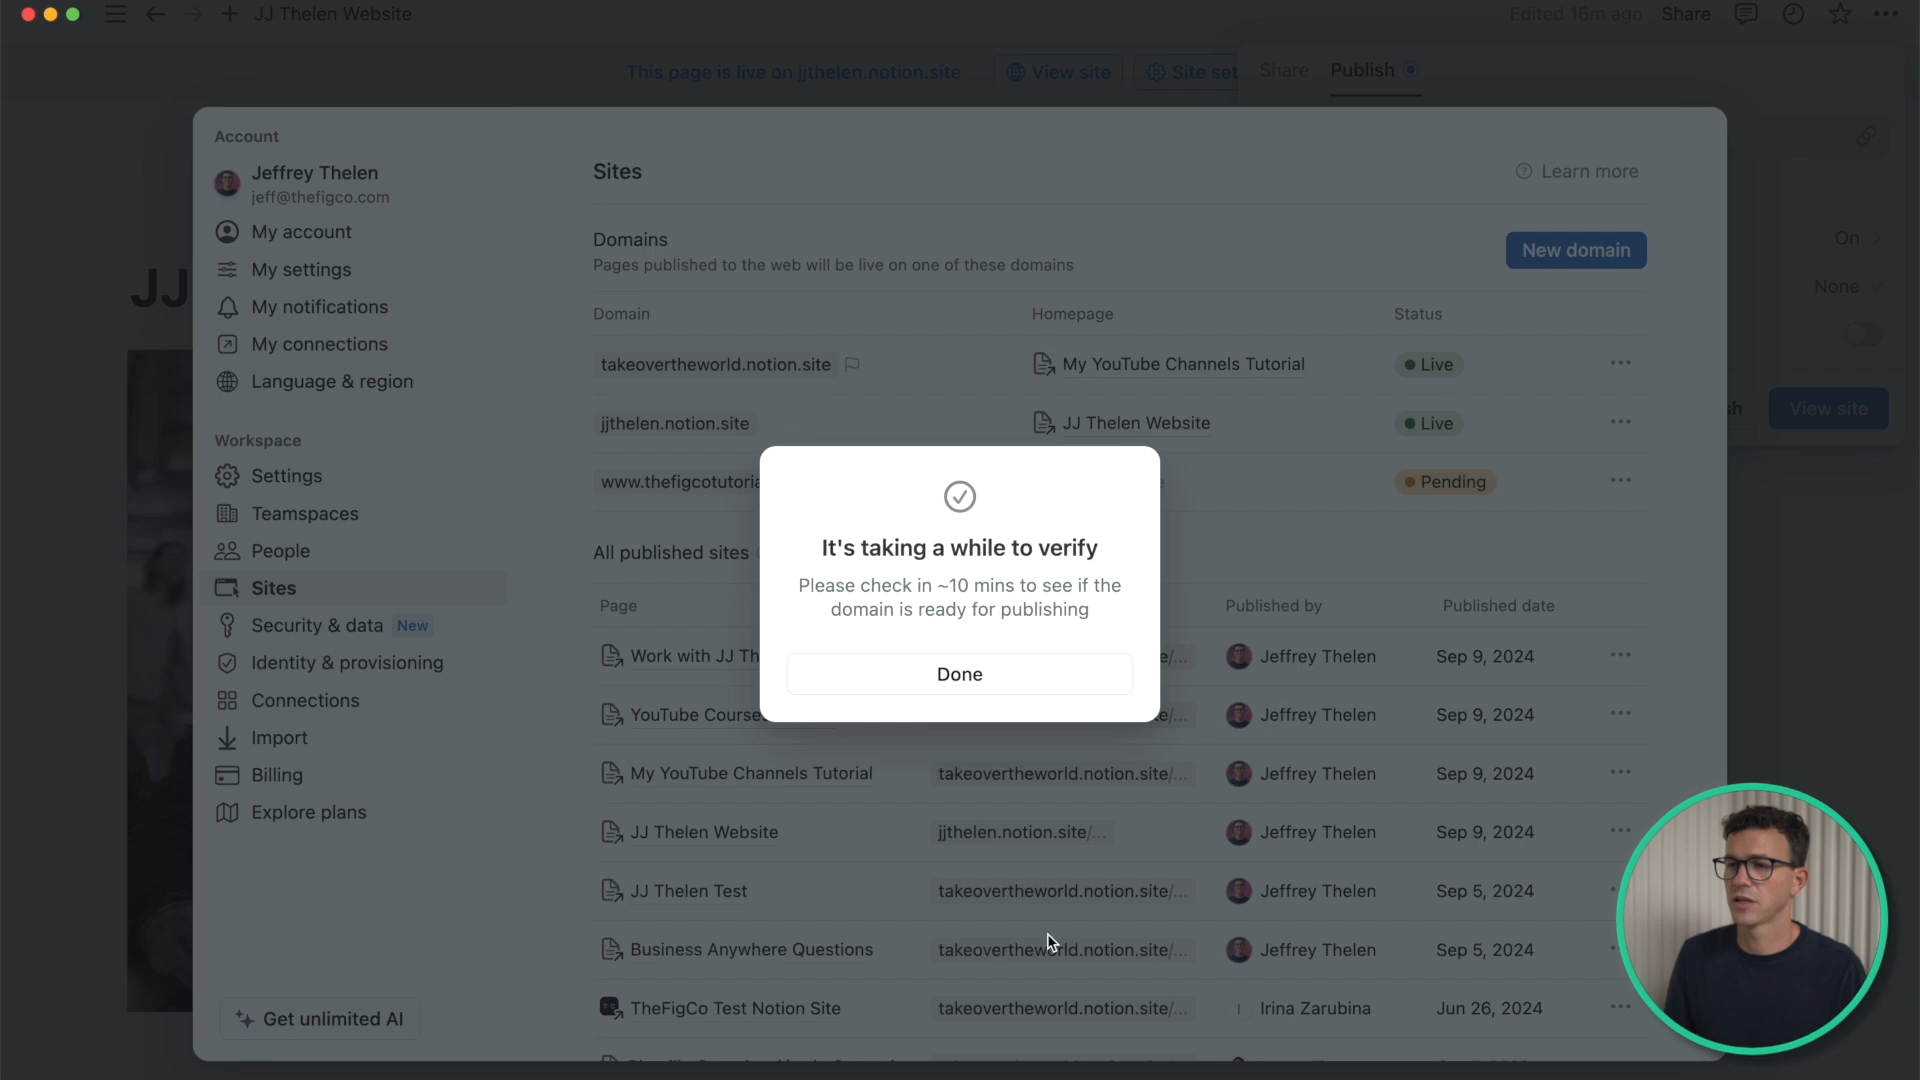 JJ Thelen Website
Edited 16m ago
Share
This page is live on jjthelen.notion.site
View site
Site set
Share
Publish
JJ
On
None
View site
Account
Jeffrey Thelen
jeff@thefigco.com
My account
My settings
My notifications
My connections
Language & region
Workspace
Settings
Teamspaces
People
Sites
Security & data New
Identity & provisioning
Connections
Import
Billing
Explore plans
Get unlimited AI
Sites
Learn more
Domains
Pages published to the web will be live on one of these domains
New domain
Domain Homepage Status
takeovertheworld.notion.site My YouTube Channels Tutorial Live
jjthelen.notion.site JJ Thelen Website Live
www.thefigcotutoria Pending
All published sites
It's taking a while to verify
Please check in ~10 mins to see if the
domain is ready for publishing
Done
Page Published by Published date
Work with JJ Th e/... Jeffrey Thelen Sep 9, 2024
YouTube Course e/... Jeffrey Thelen Sep 9, 2024
My YouTube Channels Tutorial takeovertheworld.notion.site/... Jeffrey Thelen Sep 9, 2024
JJ Thelen Website jjthelen.notion.site/... Jeffrey Thelen Sep 9, 2024
JJ Thelen Test takeovertheworld.notion.site/... Jeffrey Thelen Sep 5, 2024
Business Anywhere Questions takeovertheworld.notion.site/... Jeffrey Thelen Sep 5, 2024
TheFigCo Test Notion Site takeovertheworld.notion.site/... Irina Zarubina Jun 26, 2024